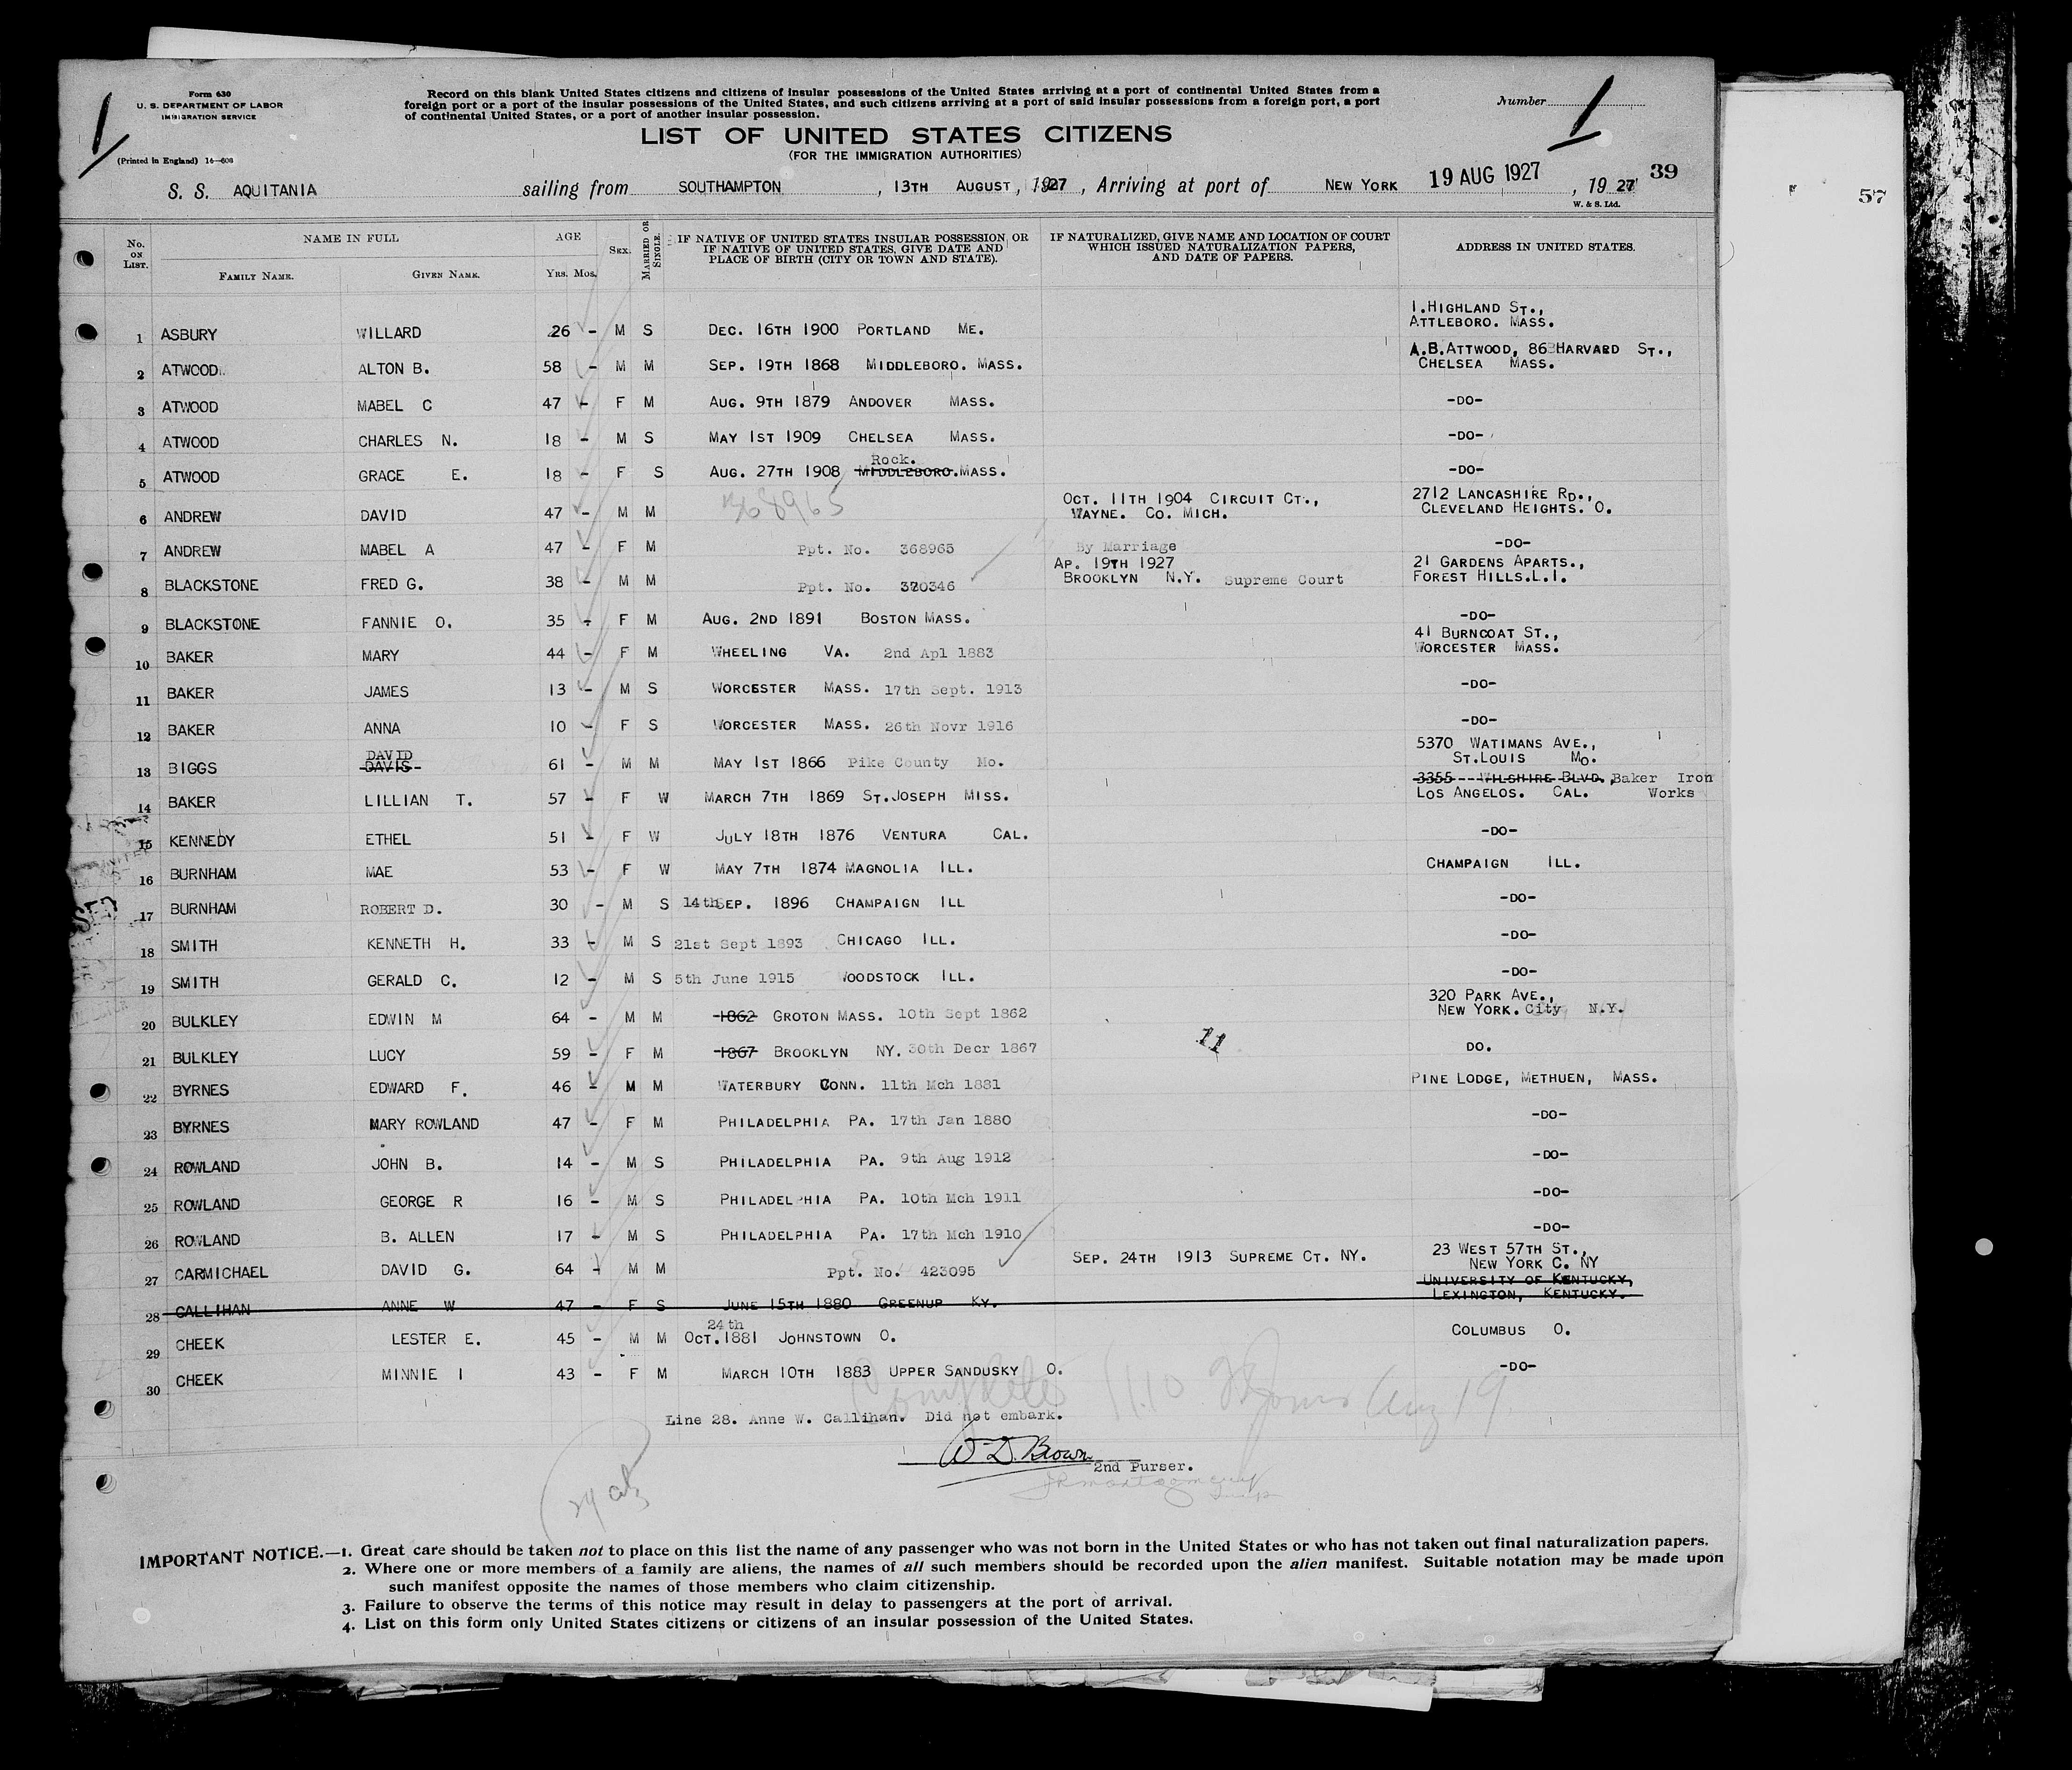 Form 630
U. S. DEPARTMENT OF LABOR
IMMIGRATION SERVICE
(Printed in England) 14—608
1
Record on this blank United States citizens and citizens of insular possessions of the United States arriving at a port of continental United States from a
foreign port or a port of the insular possessions of the United States, and such citizens arriving at a port of said insular possessions from a foreign port, a port
of continental United States, or a port of another insular possession.
Number 1
LIST OF UNITED STATES CITIZENS
(FOR THE IMMIGRATION AUTHORITIES)
S. S. AQUITANIA sailing from SOUTHAMPTON , 13TH AUGUST, 1927 , Arriving at port of NEW YORK 19 AUG 1927 , 19 27 39
W. & S. Ltd.
57
No. ON LIST. NAME IN FULL AGE SEX. MARRIED OR SINGLE. IF NATIVE OF UNITED STATES INSULAR POSSESSION OR IF NATIVE OF UNITED STATES, GIVE DATE AND PLACE OF BIRTH (CITY OR TOWN AND STATE). IF NATURALIZED, GIVE NAME AND LOCATION OF COURT WHICH ISSUED NATURALIZATION PAPERS, AND DATE OF PAPERS. ADDRESS IN UNITED STATES.
FAMILY NAME. GIVEN NAME. YRS. MOS.
1 ASBURY WILLARD 26 - M S DEC. 16TH 1900 PORTLAND ME. 1.HIGHLAND ST., ATTLEBORO. MASS.
2 ATWOOD ALTON B. 58 - M M SEP. 19TH 1868 MIDDLEBORO. MASS. A.B.ATTWOOD, 86 HARVARD ST., CHELSEA MASS.
3 ATWOOD MABEL C 47 - F M AUG. 9TH 1879 ANDOVER MASS. -DO-
4 ATWOOD CHARLES N. 18 - M S MAY 1ST 1909 CHELSEA MASS. -DO-
5 ATWOOD GRACE E. 18 - F S AUG. 27TH 1908 Rock. MIDDLEBORO.MASS. -DO-
6 ANDREW DAVID 47 - M M 368965 OCT. 11TH 1904 CIRCUIT CT., WAYNE. CO. MICH. 2712 LANCASHIRE RD., CLEVELAND HEIGHTS. O.
7 ANDREW MABEL A 47 - F M Ppt. No. 368965 By Marriage -DO-
8 BLACKSTONE FRED G. 38 - M M Ppt. No. 370346 AP. 19TH 1927 BROOKLYN N.Y. Supreme Court 21 GARDENS APARTS., FOREST HILLS.L.I.
9 BLACKSTONE FANNIE O. 35 - F M AUG. 2ND 1891 BOSTON MASS. -DO-
10 BAKER MARY 44 - F M WHEELING VA. 2nd Apl 1883 41 BURNCOAT ST., WORCESTER MASS.
11 BAKER JAMES 13 - M S WORCESTER MASS. 17th Sept. 1913 -DO-
12 BAKER ANNA 10 - F S WORCESTER MASS. 26th Novr 1916 -DO-
13 BIGGS DAVID DAVIS 61 - M M MAY 1ST 1866 Pike County Mo. 5370 WATIMANS AVE., ST.LOUIS MO.
14 BAKER LILLIAN T. 57 - F W MARCH 7TH 1869 ST.JOSEPH MISS. 3355 WILSHIRE BLVD. Baker Iron Works LOS ANGELOS. CAL.
15 KENNEDY ETHEL 51 - F W JULY 18TH 1876 VENTURA CAL. -DO-
16 BURNHAM MAE 53 - F W MAY 7TH 1874 MAGNOLIA ILL. CHAMPAIGN ILL.
17 BURNHAM ROBERT D. 30 - M S 14th SEP. 1896 CHAMPAIGN ILL -DO-
18 SMITH KENNETH H. 33 - M S 21st Sept 1893 CHICAGO ILL. -DO-
19 SMITH GERALD C. 12 - M S 5th June 1915 WOODSTOCK ILL. -DO-
20 BULKLEY EDWIN M 64 - M M 1862 GROTON MASS. 10th Sept 1862 320 PARK AVE., NEW YORK. City N.Y.
21 BULKLEY LUCY 59 - F M 1867 BROOKLYN NY. 30th Decr 1867 11 DO.
22 BYRNES EDWARD F. 46 - M M WATERBURY CONN. 11th Mch 1881 PINE LODGE, METHUEN, MASS.
23 BYRNES MARY ROWLAND 47 - F M PHILADELPHIA PA. 17th Jan 1880 -DO-
24 ROWLAND JOHN B. 14 - M S PHILADELPHIA PA. 9th Aug 1912 -DO-
25 ROWLAND GEORGE R 16 - M S PHILADELPHIA PA. 10th Mch 1911 -DO-
26 ROWLAND B. ALLEN 17 - M S PHILADELPHIA PA. 17th Mch 1910 -DO-
27 CARMICHAEL DAVID G. 64 - M M Ppt. No. 423095 SEP. 24TH 1913 SUPREME CT. NY. 23 WEST 57TH ST., NEW YORK C. NY
28 CALLIHAN ANNE W 47 - F S JUNE 15TH 1880 GREENUP KY. UNIVERSITY OF KENTUCKY, LEXINGTON, KENTUCKY.
29 CHEEK LESTER E. 45 - M M OCT. 24th 1881 JOHNSTOWN O. COLUMBUS O.
30 CHEEK MINNIE I 43 - F M MARCH 10TH 1883 UPPER SANDUSKY O. -DO-
Complete 1110 Aug 19
Line 28. Anne W. Callihan. Did not embark.
W D. Brown
2nd Purser.
IMPORTANT NOTICE.—1. Great care should be taken not to place on this list the name of any passenger who was not born in the United States or who has not taken out final naturalization papers.
2. Where one or more members of a family are aliens, the names of all such members should be recorded upon the alien manifest. Suitable notation may be made upon
such manifest opposite the names of those members who claim citizenship.
3. Failure to observe the terms of this notice may result in delay to passengers at the port of arrival.
4. List on this form only United States citizens or citizens of an insular possession of the United States.